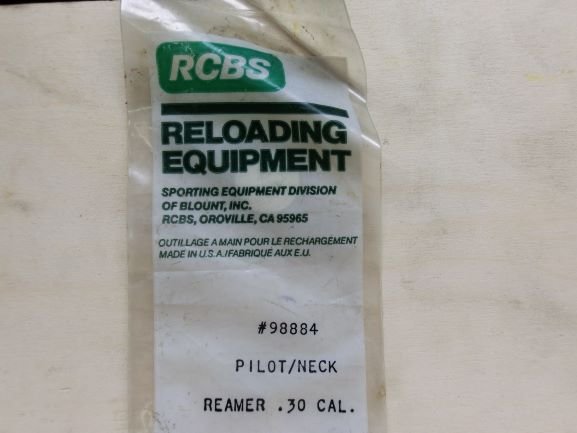 RCBS
RELOADING
EQUIPMENT
SPORTING EQUIPMENT DIVISION
OF BLOUNT, INC.
RCBS, OROVILLE, CA 95965
OUTILLAGE A MAIN POUR LE RECHARGEMENT
MADE IN U.S.A./FABRIQUE AUX E.U.
#98884
PILOT/NECK
REAMER .30 CAL.